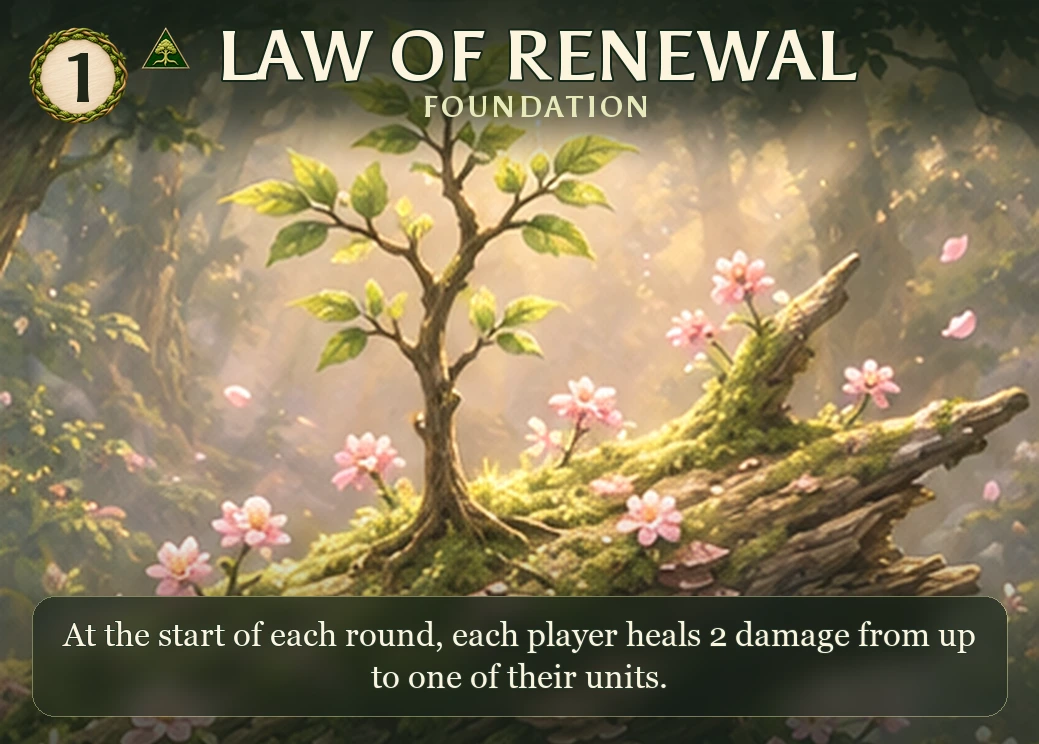 1
LAW OF RENEWAL
FOUNDATION
At the start of each round, each player heals 2 damage from up
to one of their units.